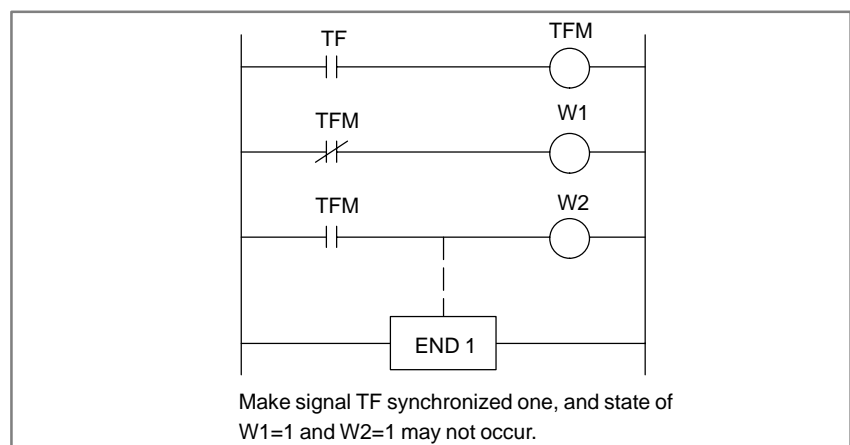 TF TFM
TFM W1
TFM W2
END 1
Make signal TF synchronized one, and state of
W1=1 and W2=1 may not occur.